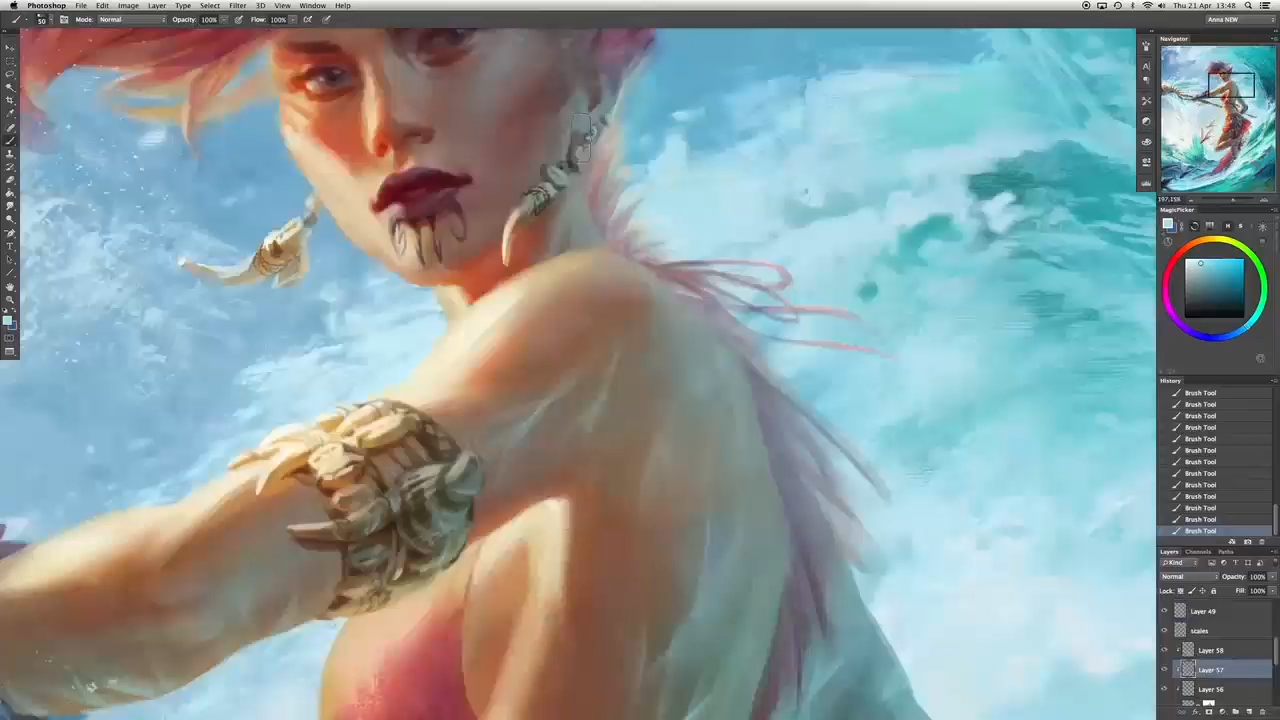 Photoshop File Edit Image Layer Type Select Filter 3D View Window Help Thu 21 Apr 13:48
50 Mode: Normal Opacity: 100% Flow: 100% Anna NEW
Navigator
197.15%
MagicPicker
H S
History
Brush Tool
Brush Tool
Brush Tool
Brush Tool
Brush Tool
Brush Tool
Brush Tool
Brush Tool
Brush Tool
Brush Tool
Brush Tool
Brush Tool
Brush Tool
Layers Channels Paths
Kind
Normal Opacity: 100%
Lock: Fill: 100%
Layer 49
scales
Layer 58
Layer 57
Layer 56